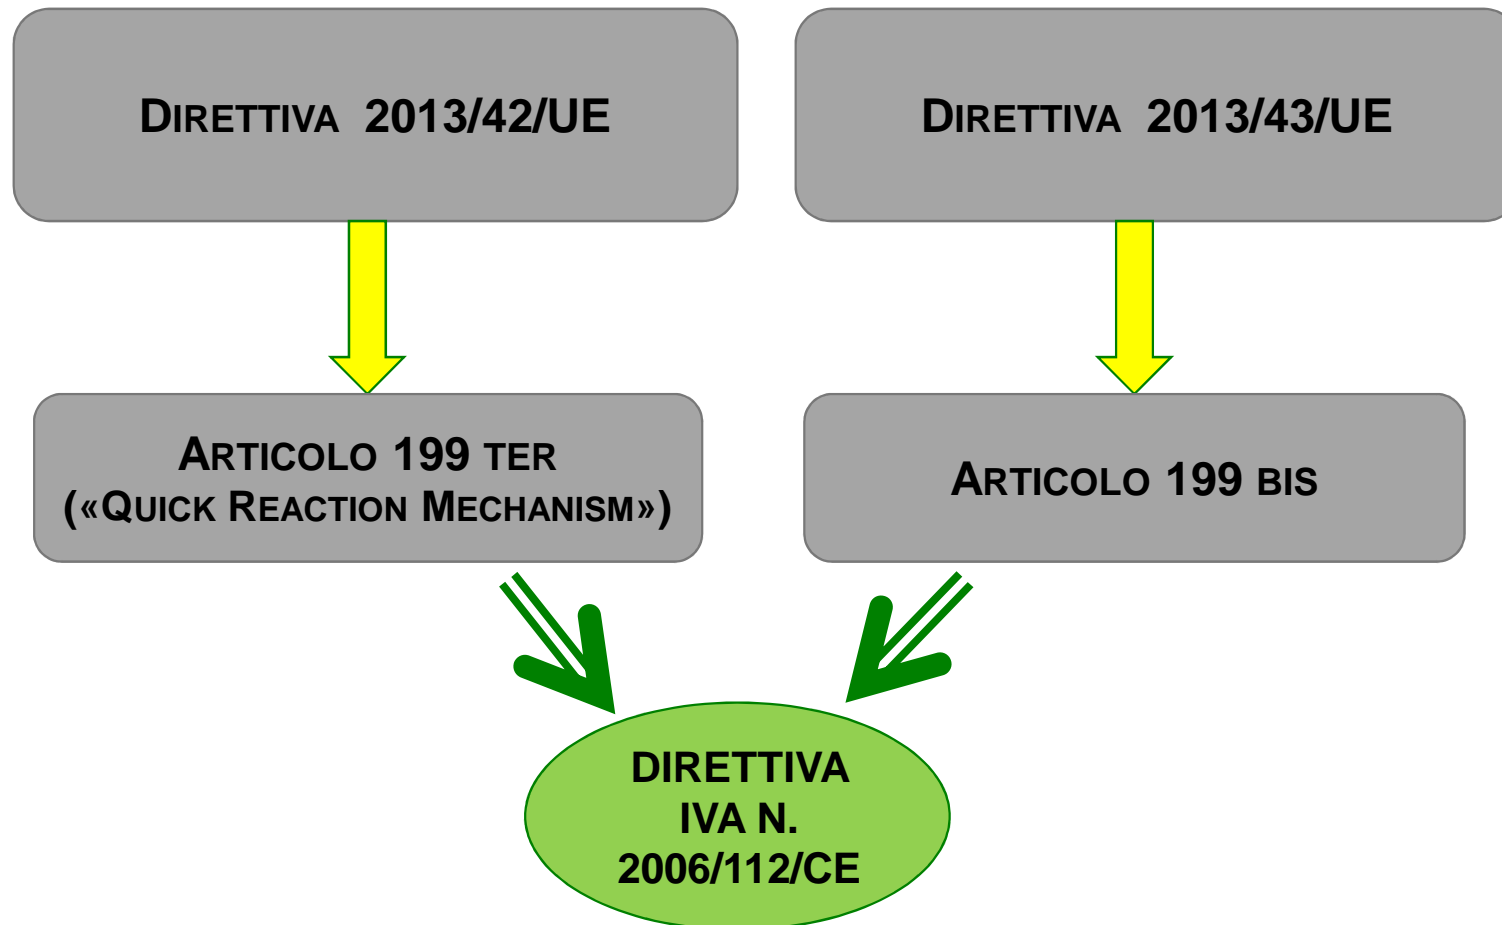 DIRETTIVA 2013/42/UE
DIRETTIVA 2013/43/UE
ARTICOLO 199 TER
(«QUICK REACTION MECHANISM»)
ARTICOLO 199 BIS
DIRETTIVA
IVA N.
2006/112/CE